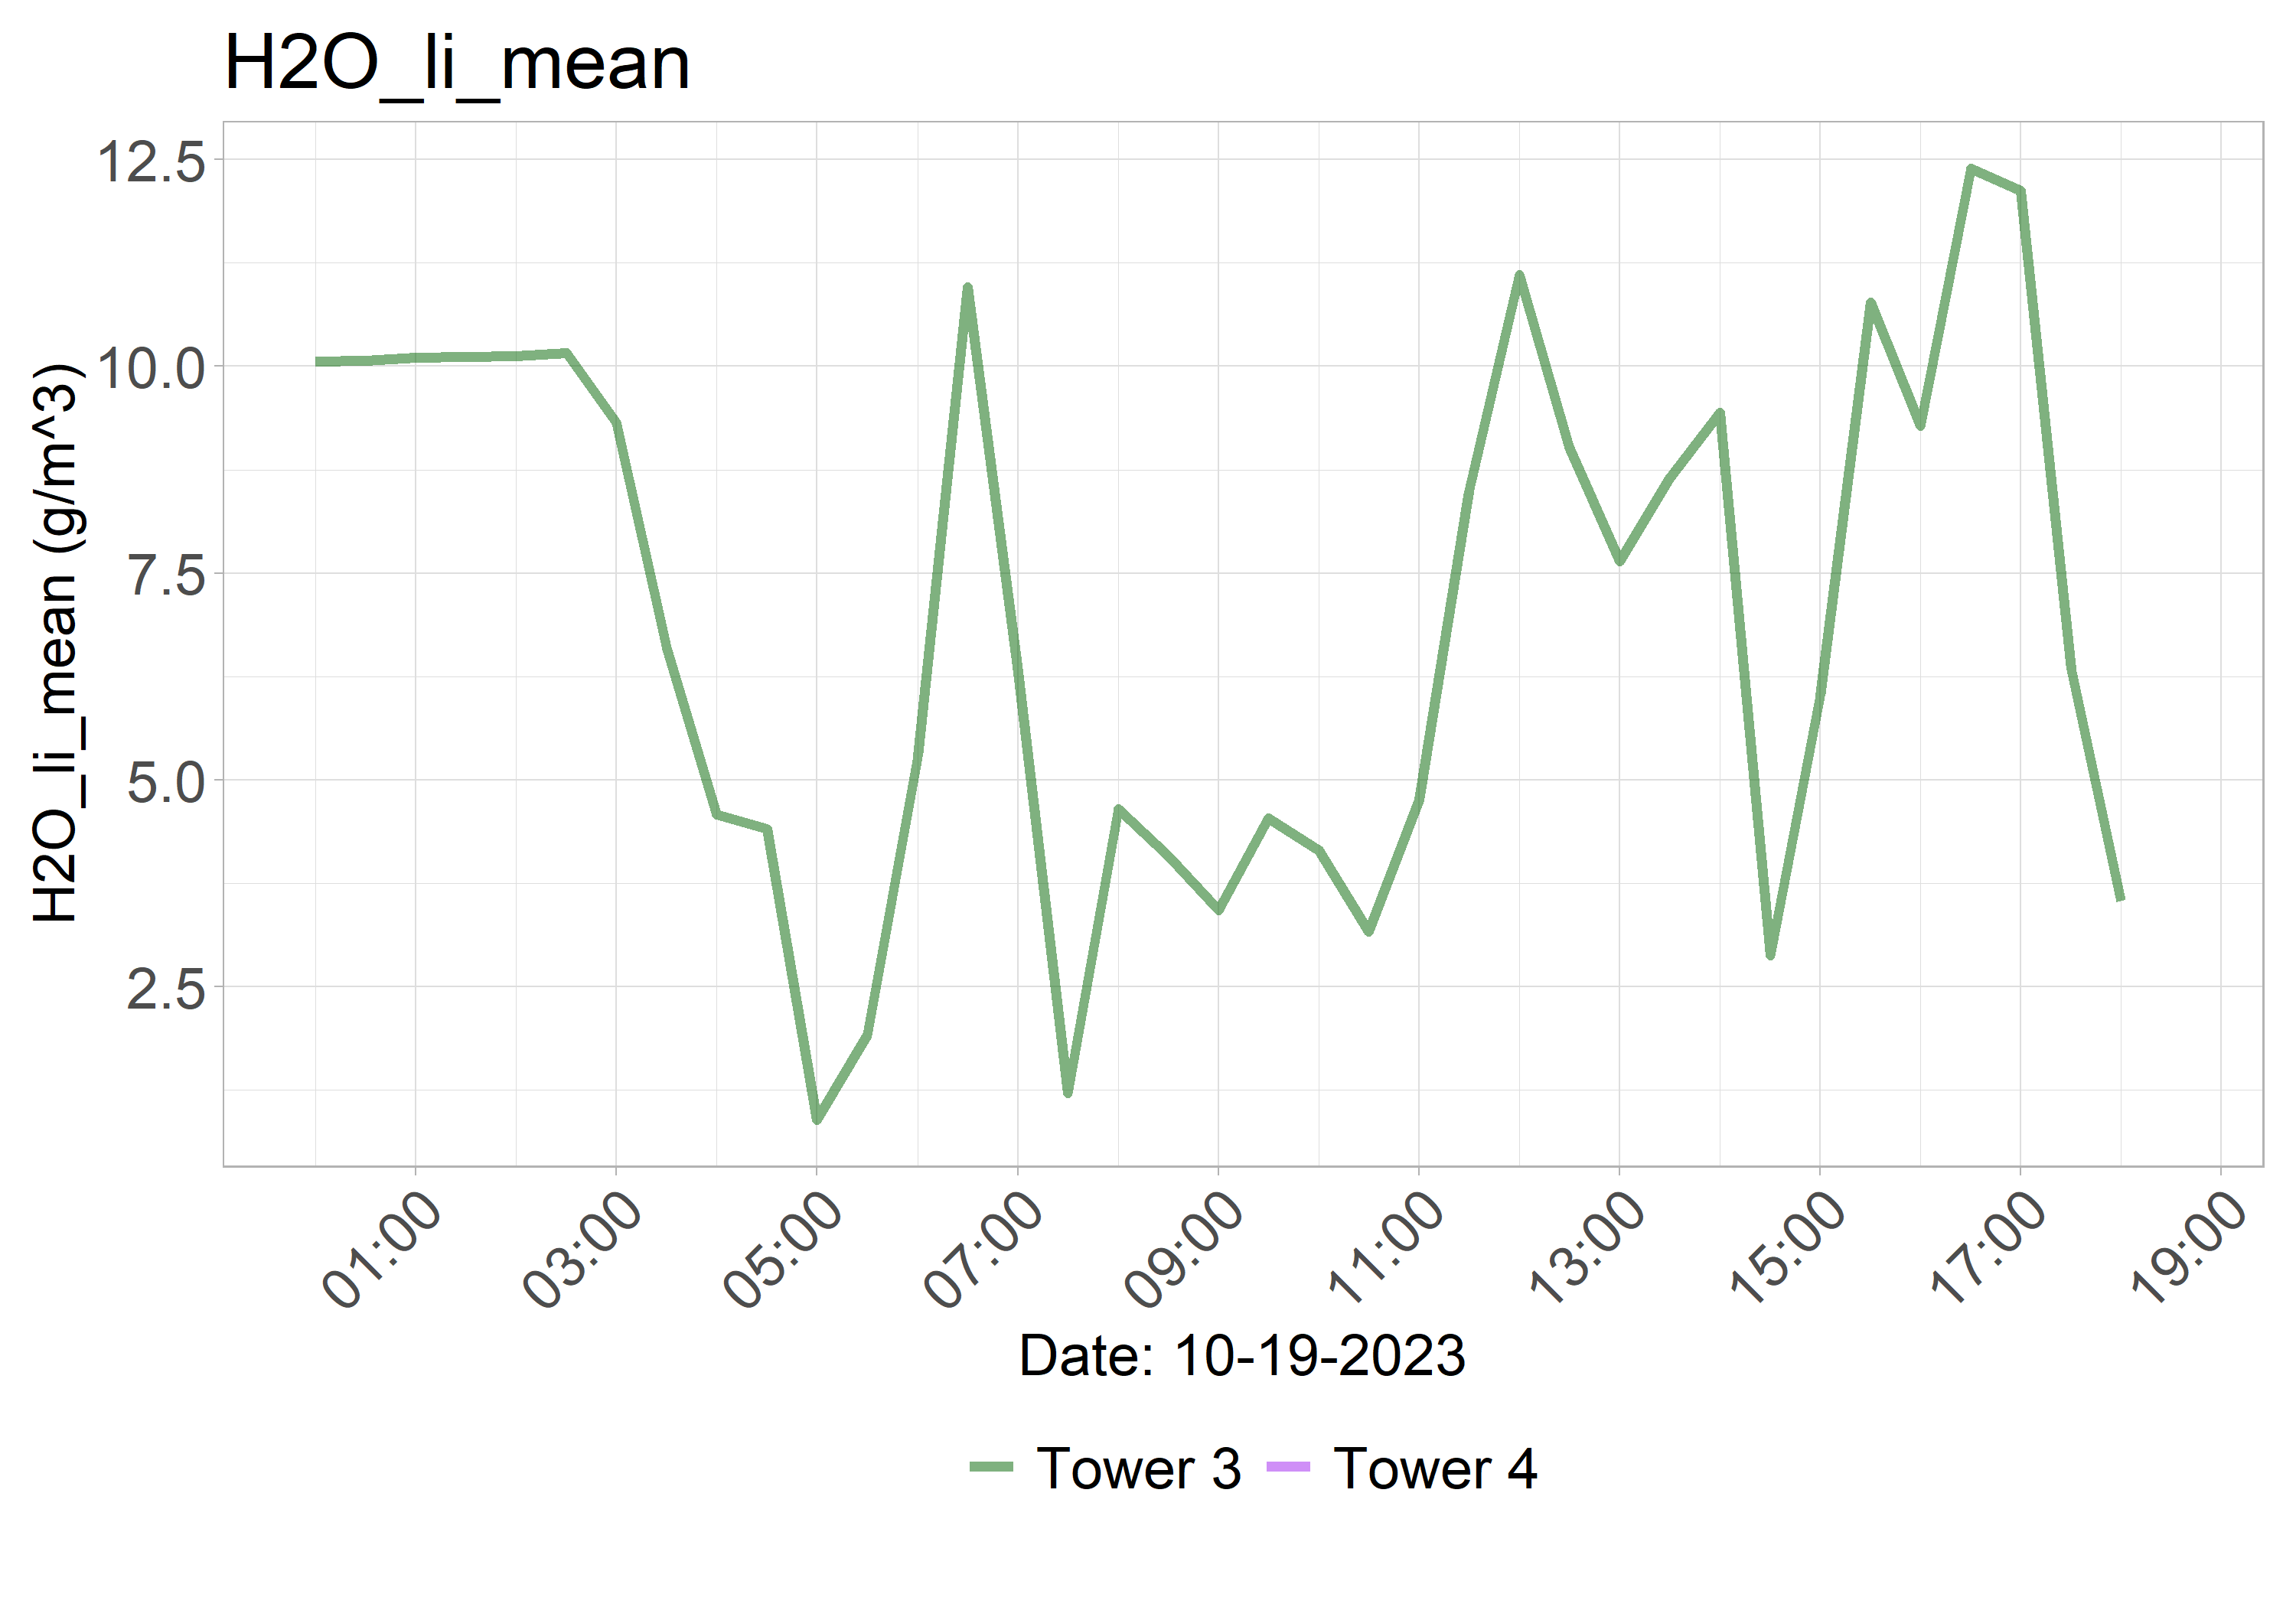 H2O_li_mean
H2O_li_mean (g/m^3)
12.5
10.0
7.5
5.0
2.5
01:00 03:00 05:00 07:00 09:00 11:00 13:00 15:00 17:00 19:00
Date: 10-19-2023
Tower 3 Tower 4